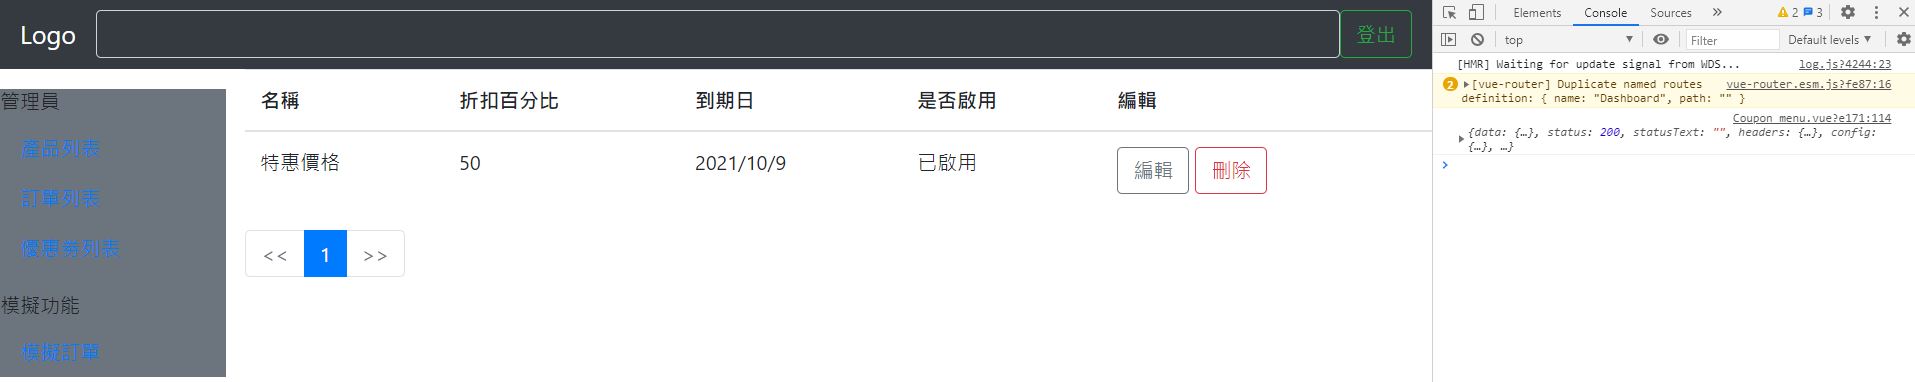 Logo
登出
管理員
產品列表
訂單列表
優惠劵列表
模擬功能
模擬訂單
名稱 折扣百分比 到期日 是否啟用 編輯
特惠價格 50 2021/10/9 已啟用 編輯 刪除
<< 1 >>
Elements Console Sources » 2 3
top Filter Default levels ▼
[HMR] Waiting for update signal from WDS... log.js?4244:23
2 [vue-router] Duplicate named routes vue-router.esm.js?fe87:16
definition: { name: "Dashboard", path: "" }
Coupon menu.vue?e171:114
{data: {…}, status: 200, statusText: "", headers: {…}, config:
{…}, …}